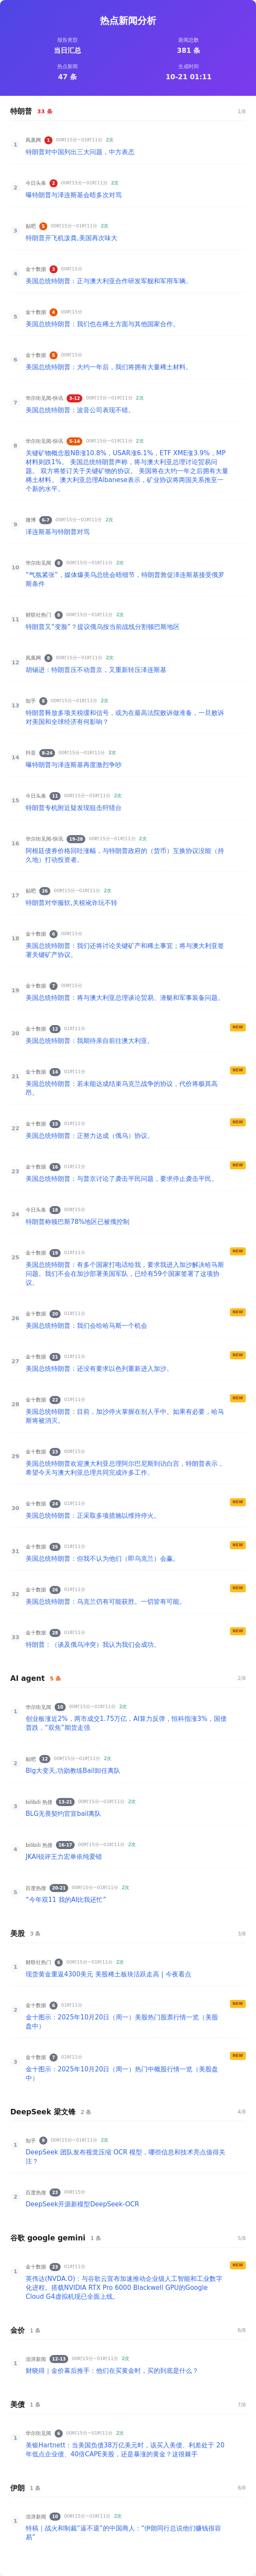 热点新闻分析
报告类型
当日汇总
新闻总数
381 条
热点新闻
47 条
生成时间
10-21 01:11
特朗普 33 条 1/8
1
凤凰网 1 00时15分~01时11分 2次
特朗普对中国列出三大问题，中方表态
2
今日头条 2 00时15分~01时11分 2次
曝特朗普与泽连斯基会晤多次对骂
3
贴吧 5 00时15分~01时11分 2次
特朗普开飞机泼粪,美国再次味大
4
金十数据 3 00时15分
美国总统特朗普：正与澳大利亚合作研发军舰和军用车辆。
5
金十数据 4 00时15分
美国总统特朗普：我们也在稀土方面与其他国家合作。
6
金十数据 5 00时15分
美国总统特朗普：大约一年后，我们将拥有大量稀土材料。
7
华尔街见闻-快讯 3-12 00时15分~01时11分 2次
美国总统特朗普：波音公司表现不错。
8
华尔街见闻-快讯 5-14 00时15分~01时11分 2次
关键矿物概念股NB涨10.8%，USAR涨6.1%，ETF XME涨3.9%，MP
材料则跌1%。 美国总统特朗普声称，将与澳大利亚总理讨论贸易问
题。 两方将签订关于关键矿物的协议。 美国将在大约一年之后拥有大量
稀土材料。 澳大利亚总理Albanese表示，矿业协议将两国关系推至一
个新的水平。
9
微博 6-7 00时15分~01时11分 2次
泽连斯基与特朗普对骂
10
华尔街见闻 8 00时15分~01时11分 2次
“气氛紧张”，媒体爆美乌总统会晤细节，特朗普敦促泽连斯基接受俄罗
斯条件
11
财联社热门 8 00时15分~01时11分 2次
特朗普又“变脸”？提议俄乌按当前战线分割顿巴斯地区
12
凤凰网 8 00时15分~01时11分 2次
胡锡进：特朗普压不动普京，又重新转压泽连斯基
13
知乎 8 00时15分~01时11分 2次
特朗普释放多项关税缓和信号，或为在最高法院败诉做准备，一旦败诉
对美国和全球经济有何影响？
14
抖音 8-24 00时15分~01时11分 2次
曝特朗普与泽连斯基再度激烈争吵
15
今日头条 11 00时15分~01时11分 2次
特朗普专机附近疑发现狙击狩猎台
16
华尔街见闻-快讯 19-28 00时15分~01时11分 2次
阿根廷债券价格回吐涨幅，与特朗普政府的（货币）互换协议没能（持
久地）打动投资者。
17
贴吧 26 00时15分~01时11分 2次
特朗普对华服软,关税讹诈玩不转
18
金十数据 6 00时15分
美国总统特朗普：我们还将讨论关键矿产和稀土事宜；将与澳大利亚签
署关键矿产协议。
19
金十数据 7 00时15分
美国总统特朗普：将与澳大利亚总理谈论贸易、潜艇和军事装备问题。
20
金十数据 12 01时11分 NEW
美国总统特朗普：我期待亲自前往澳大利亚。
21
金十数据 14 01时11分 NEW
美国总统特朗普：若未能达成结束乌克兰战争的协议，代价将极其高
昂。
22
金十数据 15 01时11分 NEW
美国总统特朗普：正努力达成（俄乌）协议。
23
金十数据 16 01时11分 NEW
美国总统特朗普：与普京讨论了袭击平民问题，要求停止袭击平民。
24
今日头条 18 00时15分
特朗普称顿巴斯78%地区已被俄控制
25
金十数据 19 01时11分 NEW
美国总统特朗普：有多个国家打电话给我，要求我进入加沙解决哈马斯
问题。我们不会在加沙部署美国军队，已经有59个国家签署了这项协
议。
26
金十数据 20 01时11分 NEW
美国总统特朗普：我们会给哈马斯一个机会
27
金十数据 21 01时11分 NEW
美国总统特朗普：还没有要求以色列重新进入加沙。
28
金十数据 22 01时11分 NEW
美国总统特朗普：目前，加沙停火掌握在别人手中。如果有必要，哈马
斯将被消灭。
29
金十数据 23 00时15分
美国总统特朗普欢迎澳大利亚总理阿尔巴尼斯到访白宫，特朗普表示，
希望今天与澳大利亚总理共同完成许多工作。
30
金十数据 24 01时11分 NEW
美国总统特朗普：正采取多项措施以维持停火。
31
金十数据 25 01时11分 NEW
美国总统特朗普：但我不认为他们（即乌克兰）会赢。
32
金十数据 26 01时11分 NEW
美国总统特朗普：乌克兰仍有可能获胜。一切皆有可能。
33
金十数据 28 01时11分 NEW
特朗普：（谈及俄乌冲突）我认为我们会成功。
AI agent 5 条 2/8
1
华尔街见闻 10 00时15分~01时11分 2次
创业板涨近2%，两市成交1.75万亿，AI算力反弹，恒科指涨3%，国债
普跌，“双焦”期货走强
2
贴吧 12 00时15分~01时11分 2次
Blg大变天,功勋教练Bail卸任离队
3
bilibili 热搜 13-21 00时15分~01时11分 2次
BLG无畏契约官宣bail离队
4
bilibili 热搜 16-17 00时15分~01时11分 2次
JKAI锐评王力宏单依纯爱错
5
百度热搜 20-21 00时15分~01时11分 2次
“今年双11 我的AI比我还忙”
美股 3 条 3/8
1
财联社热门 6 00时15分~01时11分 2次
现货黄金重返4300美元 美股稀土板块活跃走高 | 今夜看点
2
金十数据 6 01时11分 NEW
金十图示：2025年10月20日（周一）美股热门股票行情一览（美股
盘中）
3
金十数据 7 01时11分 NEW
金十图示：2025年10月20日（周一）热门中概股行情一览（美股盘
中）
DeepSeek 梁文锋 2 条 4/8
1
知乎 9 00时15分~01时11分 2次
DeepSeek 团队发布视觉压缩 OCR 模型，哪些信息和技术亮点值得关
注？
2
百度热搜 23 00时15分
DeepSeek开源新模型DeepSeek-OCR
谷歌 google gemini 1 条 5/8
1
金十数据 23 01时11分 NEW
英伟达(NVDA.O)：与谷歌云宣布加速推动企业级人工智能和工业数字
化进程。搭载NVIDIA RTX Pro 6000 Blackwell GPU的Google
Cloud G4虚拟机现已全面上线。
金价 1 条 6/8
1
澎湃新闻 12-13 00时15分~01时11分 2次
财晓得｜金价幕后推手：他们在买黄金时，买的到底是什么？
美债 1 条 7/8
1
华尔街见闻 6 00时15分~01时11分 2次
美银Hartnett：当美国负债38万亿美元时，该买入美债、利差处于 20
年低点企业债、40倍CAPE美股，还是暴涨的黄金？这很棘手
伊朗 1 条 8/8
1
澎湃新闻 10 00时15分~01时11分 2次
特稿｜战火和制裁“逼不退”的中国商人：“伊朗同行总说他们赚钱很容
易”